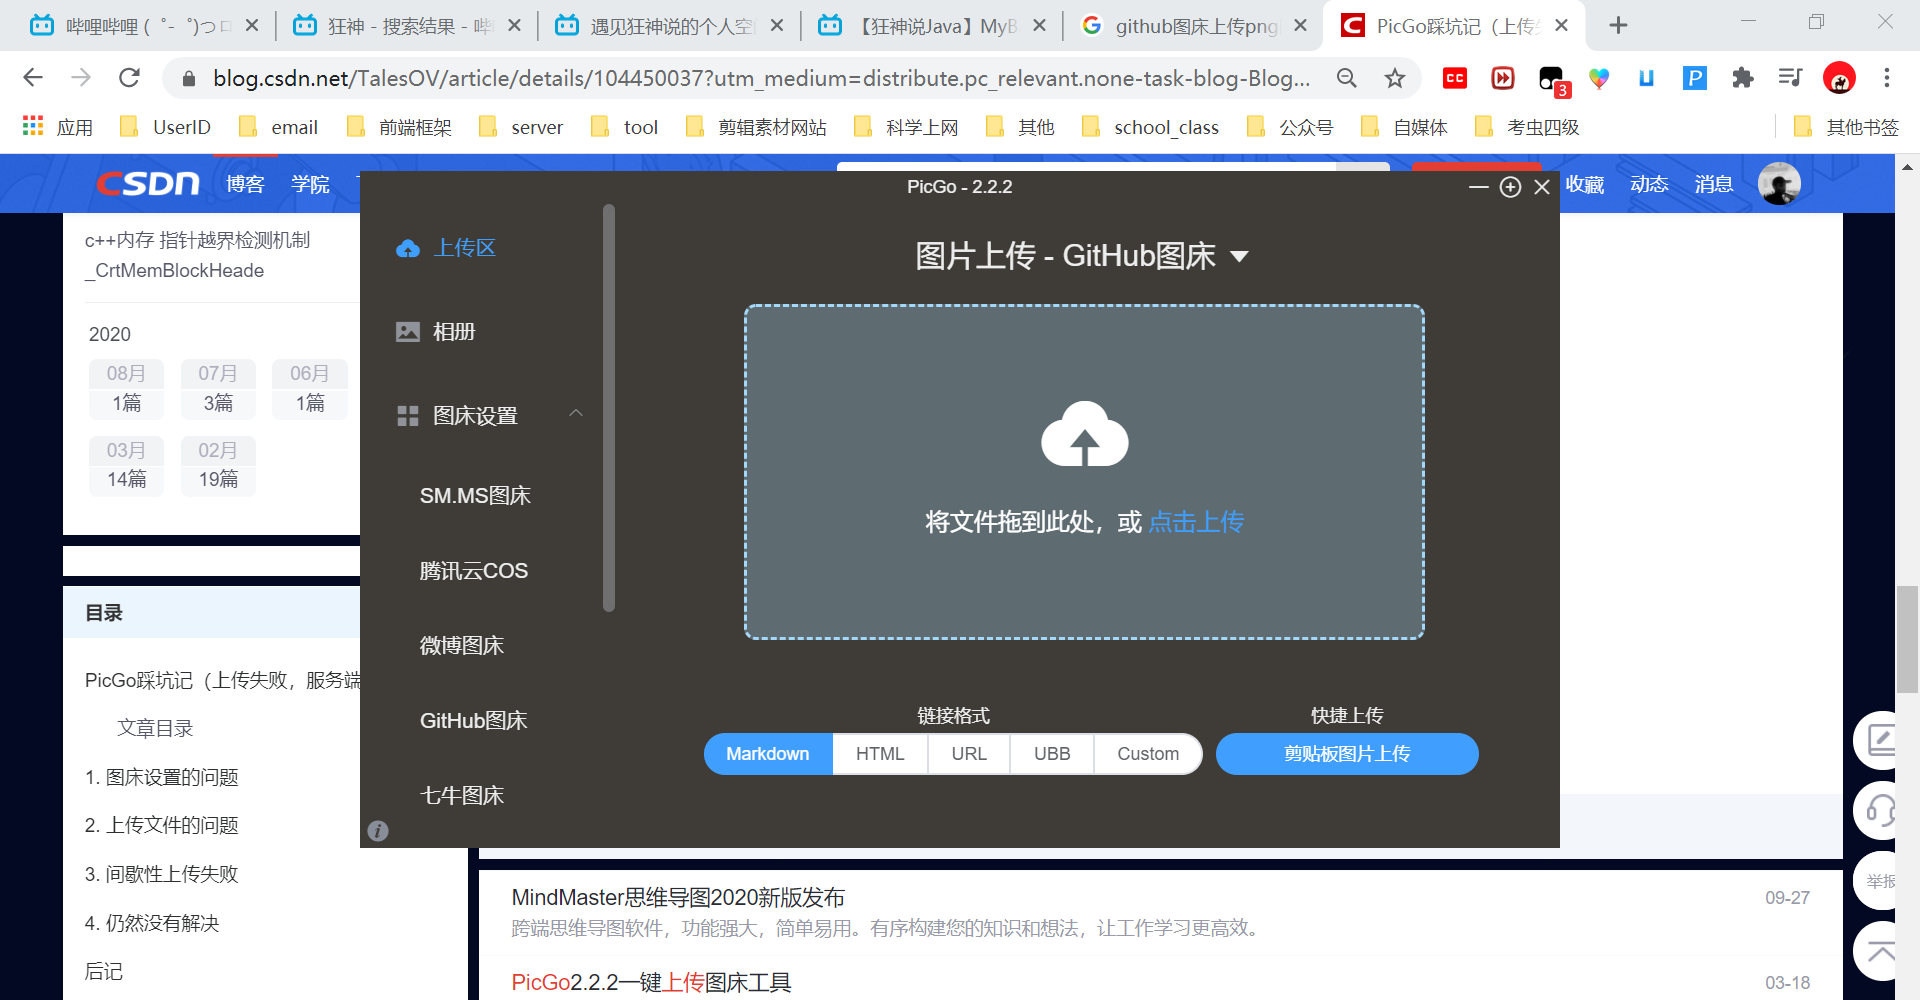 哔哩哔哩 (゜-゜)つロ
狂神 - 搜索结果 - 哔
遇见狂神说的个人空
【狂神说Java】MyB
github图床上传png
PicGo踩坑记（上传
blog.csdn.net/TalesOV/article/details/104450037?utm_medium=distribute.pc_relevant.none-task-blog-Blog...
CC
3
P
应用
UserID
email
前端框架
server
tool
剪辑素材网站
科学上网
其他
school_class
公众号
自媒体
考虫四级
其他书签
CSDN
博客
学院
收藏
动态
消息
c++内存 指针越界检测机制
_CrtMemBlockHeade
2020
08月
07月
06月
1篇
3篇
1篇
03月
02月
14篇
19篇
目录
PicGo踩坑记（上传失败，服务端
文章目录
1. 图床设置的问题
2. 上传文件的问题
3. 间歇性上传失败
4. 仍然没有解决
后记
PicGo - 2.2.2
上传区
相册
图床设置
SM.MS图床
腾讯云COS
微博图床
GitHub图床
七牛图床
图片上传 - GitHub图床
将文件拖到此处，或 点击上传
链接格式
快捷上传
Markdown
HTML
URL
UBB
Custom
剪贴板图片上传
举报
MindMaster思维导图2020新版发布
09-27
跨端思维导图软件，功能强大，简单易用。有序构建您的知识和想法，让工作学习更高效。
PicGo2.2.2一键上传图床工具
03-18